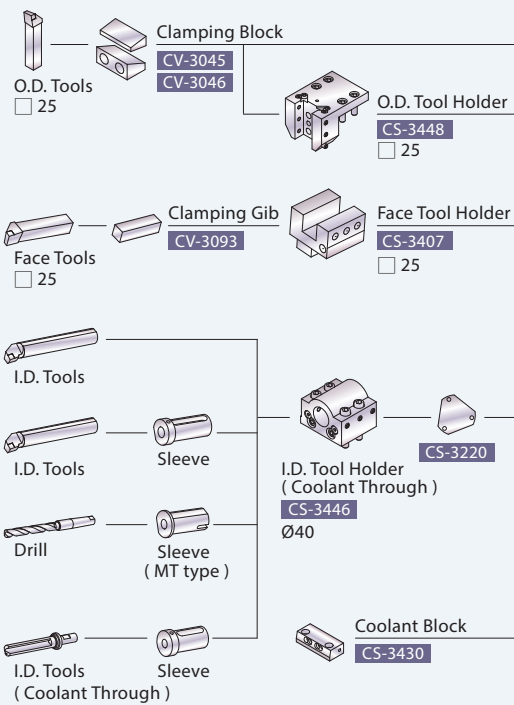 Clamping Block
CV-3045
CV-3046
O.D. Tools
□ 25
O.D. Tool Holder
CS-3448
□ 25
Clamping Gib
CV-3093
Face Tool Holder
CS-3407
□ 25
Face Tools
□ 25
I.D. Tools
I.D. Tools
Sleeve
I.D. Tool Holder
( Coolant Through )
CS-3446
Ø40
CS-3220
Drill
Sleeve
( MT type )
Coolant Block
CS-3430
I.D. Tools
( Coolant Through )
Sleeve